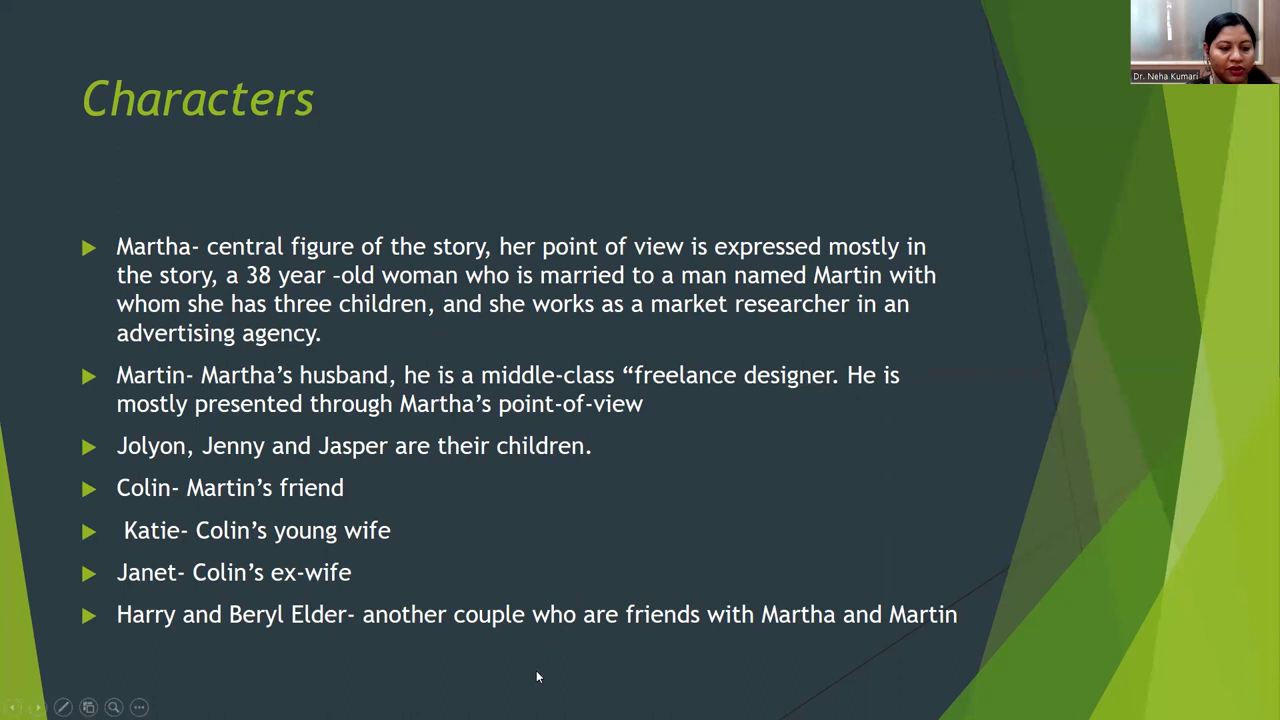 Dr. Neha Kumari
Characters
Martha- central figure of the story, her point of view is expressed mostly in
the story, a 38 year -old woman who is married to a man named Martin with
whom she has three children, and she works as a market researcher in an
advertising agency.
Martin- Martha’s husband, he is a middle-class “freelance designer. He is
mostly presented through Martha’s point-of-view
Jolyon, Jenny and Jasper are their children.
Colin- Martin’s friend
Katie- Colin’s young wife
Janet- Colin’s ex-wife
Harry and Beryl Elder- another couple who are friends with Martha and Martin